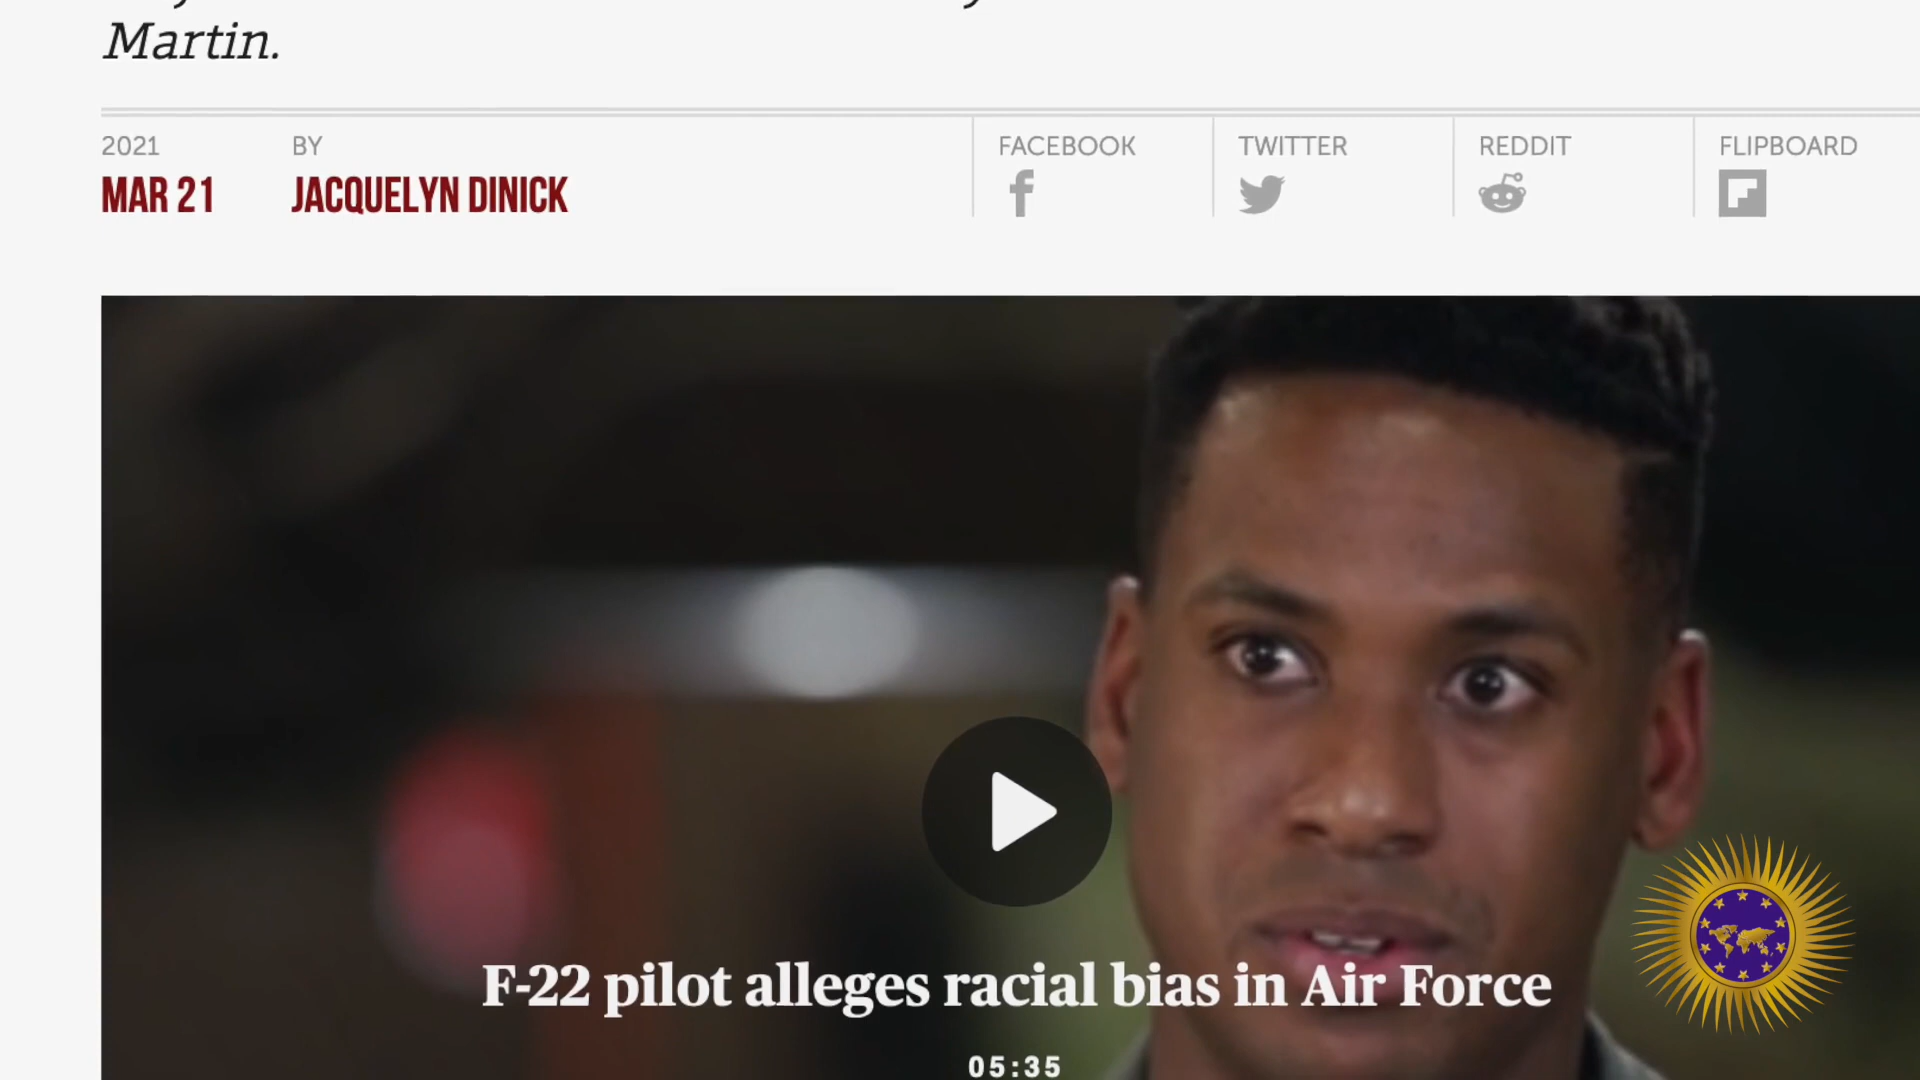 Martin.
2021
BY
FACEBOOK
TWITTER
REDDIT
FLIPBOARD
MAR 21
JACQUELYN DINICK
F-22 pilot alleges racial bias in Air Force
05:35